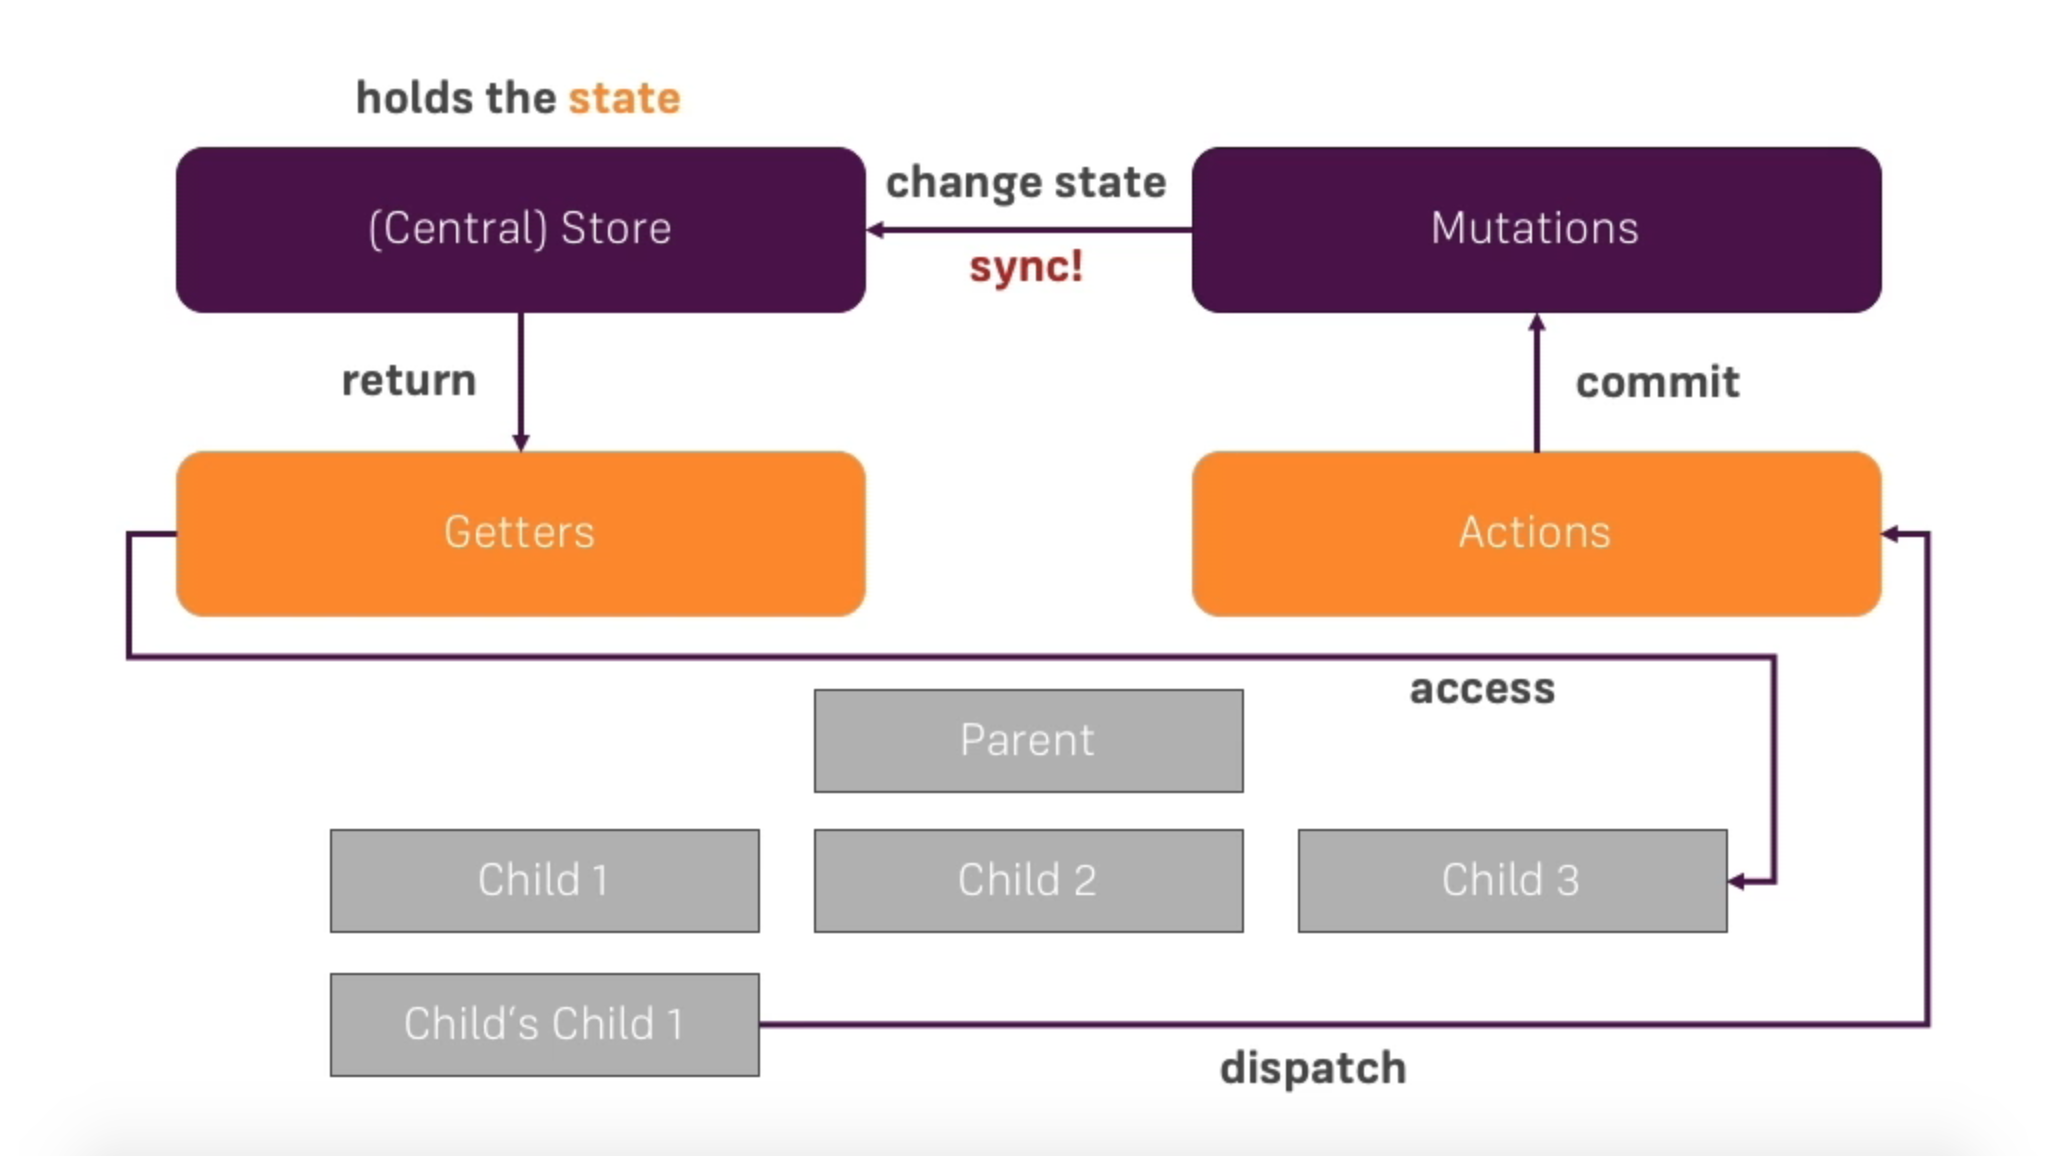 holds the state
(Central) Store
change state
sync!
Mutations
return
commit
Getters
Actions
access
Parent
Child 1
Child 2
Child 3
Child‘s Child 1
dispatch